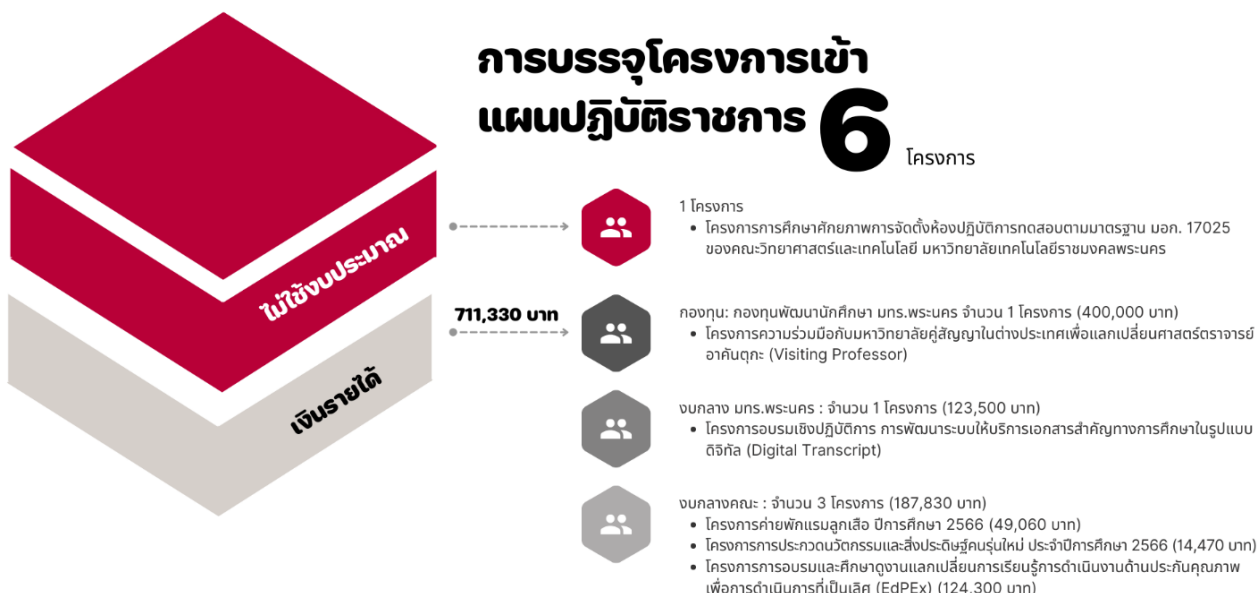 การบรรจุโครงการเข้า
แผนปฏิบัติราชการ 6 โครงการ
ไม่ใช้งบประมาณ
1 โครงการ
• โครงการการศึกษาศักยภาพการจัดตั้งห้องปฏิบัติการทดสอบตามมาตรฐาน มอก. 17025
ของคณะวิทยาศาสตร์และเทคโนโลยี มหาวิทยาลัยเทคโนโลยีราชมงคลพระนคร
เงินรายได้
711,330 บาท
กองทุน: กองทุนพัฒนานักศึกษา มทร.พระนคร จำนวน 1 โครงการ (400,000 บาท)
• โครงการความร่วมมือกับมหาวิทยาลัยคู่สัญญาในต่างประเทศเพื่อแลกเปลี่ยนศาสตร์ตราจารย์
อาคันตุกะ (Visiting Professor)
งบกลาง มทร.พระนคร : จำนวน 1 โครงการ (123,500 บาท)
• โครงการอบรมเชิงปฏิบัติการ การพัฒนาระบบให้บริการเอกสารสำคัญทางการศึกษาในรูปแบบ
ดิจิทัล (Digital Transcript)
งบกลางคณะ : จำนวน 3 โครงการ (187,830 บาท)
• โครงการค่ายพักแรมลูกเสือ ปีการศึกษา 2566 (49,060 บาท)
• โครงการการประกวดนวัตกรรมและสิ่งประดิษฐ์คนรุ่นใหม่ ประจำปีการศึกษา 2566 (14,470 บาท)
• โครงการการอบรมและศึกษาดูงานแลกเปลี่ยนการเรียนรู้การดำเนินงานด้านประกันคุณภาพ
เพื่อการดำเนินการที่เป็นเลิศ (EdPEx) (124,300 บาท)